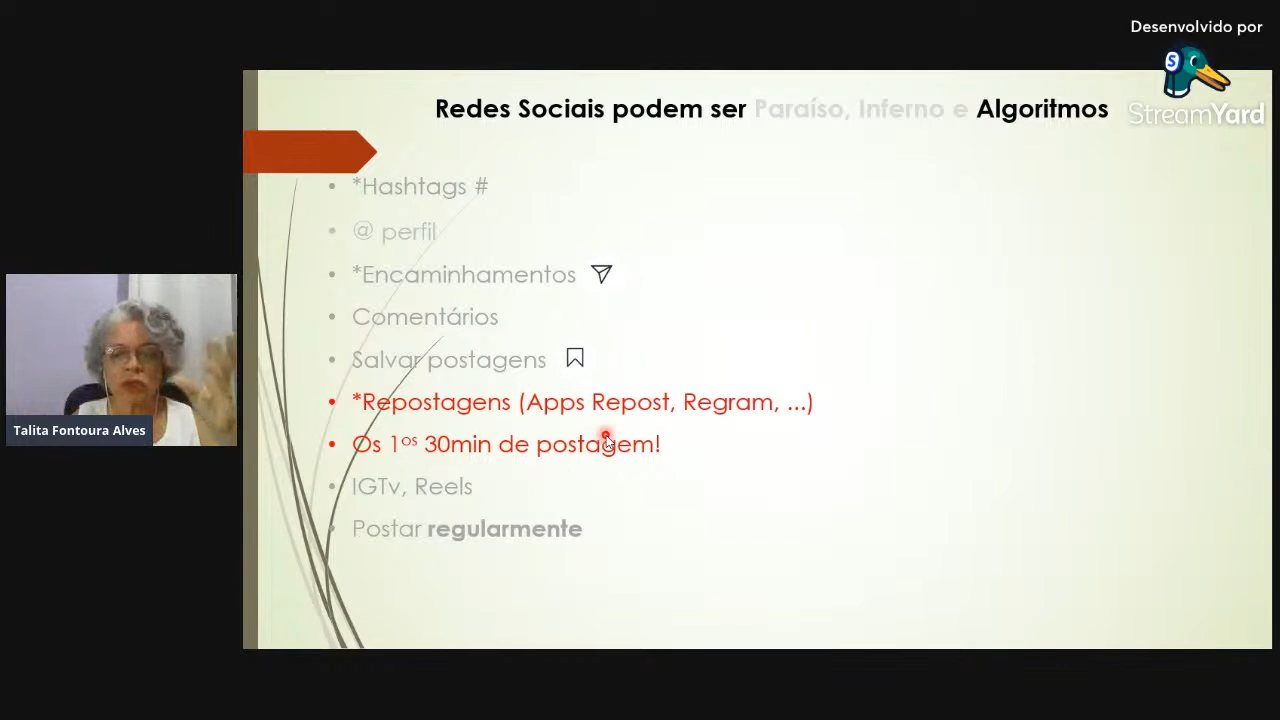 Desenvolvido por
StreamYard
Redes Sociais podem ser Paraíso, Inferno e Algoritmos
• *Hashtags #
• @ perfil
• *Encaminhamentos
• Comentários
• Salvar postagens
• *Repostagens (Apps Repost, Regram, ...)
• Os 1os 30min de postagem!
• IGTv, Reels
• Postar regularmente
Talita Fontoura Alves